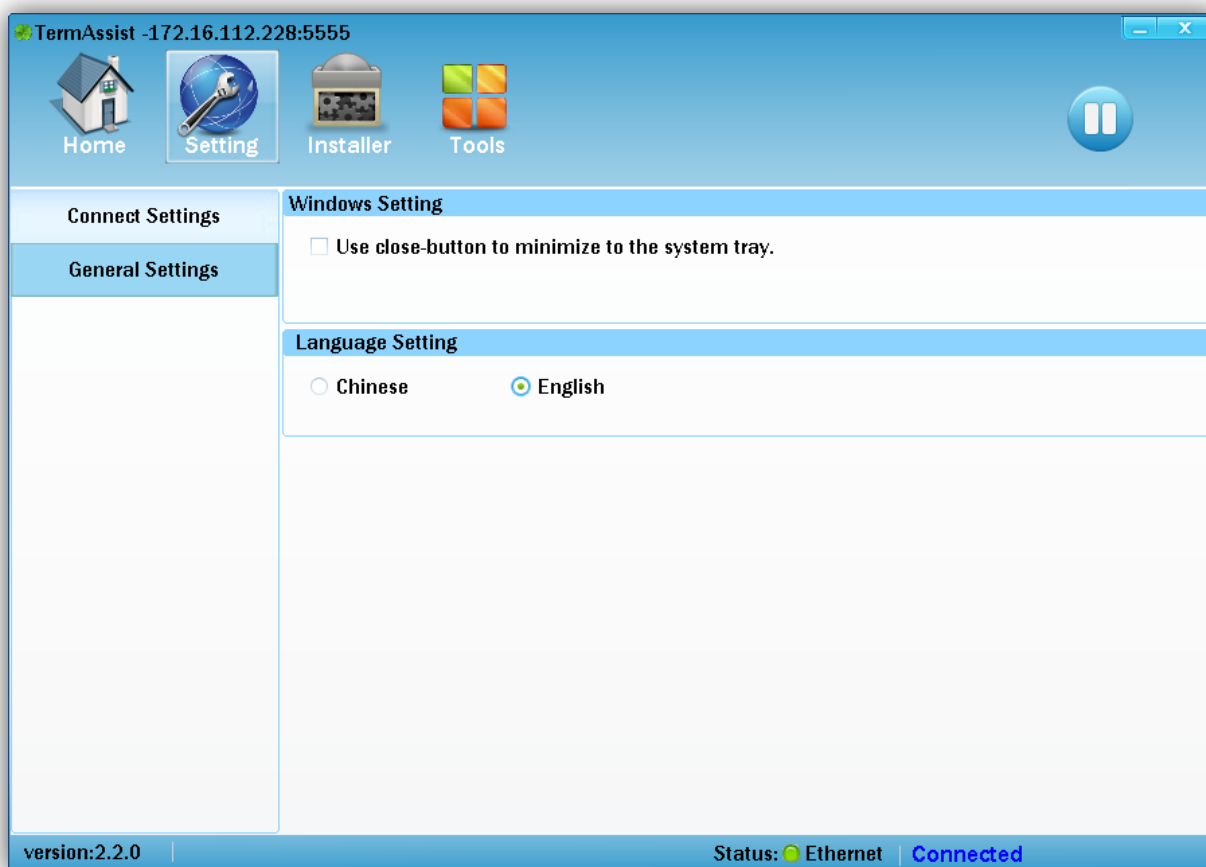 TermAssist -172.16.112.228:5555
Home Setting Installer Tools
Connect Settings
General Settings
Windows Setting
Use close-button to minimize to the system tray.
Language Setting
Chinese English
version:2.2.0 Status: Ethernet Connected